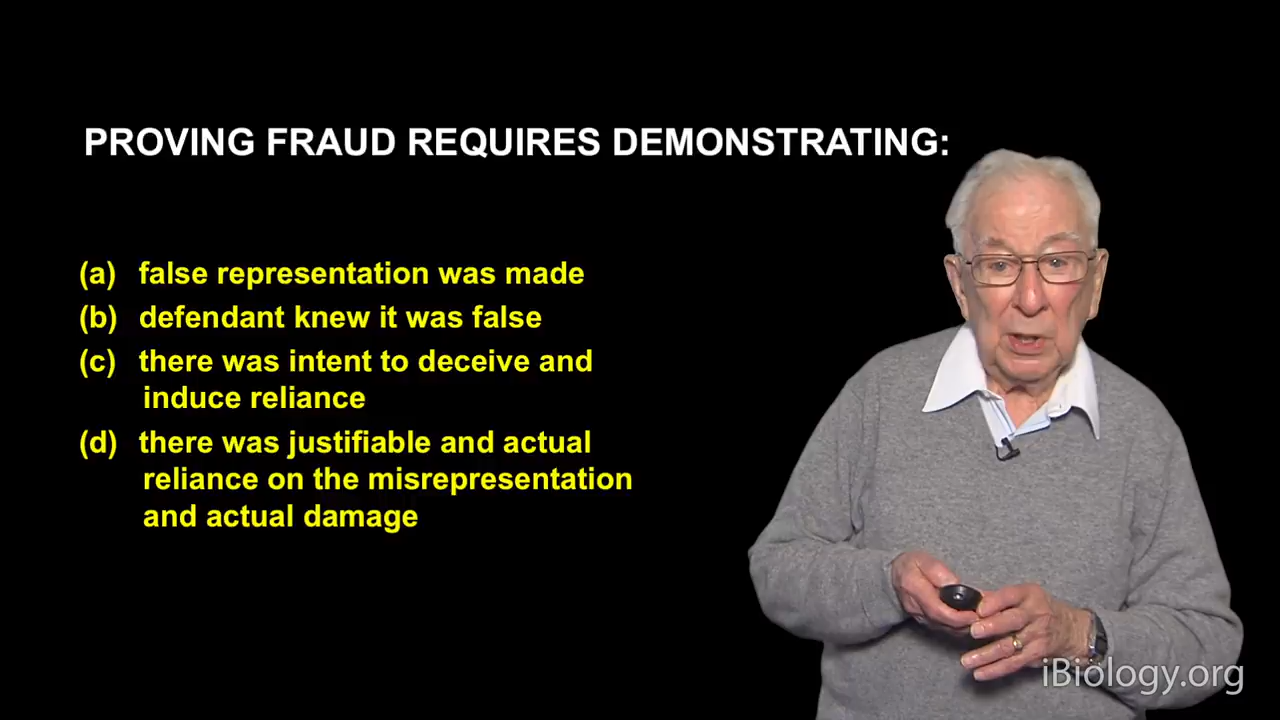 PROVING FRAUD REQUIRES DEMONSTRATING:
(a) false representation was made
(b) defendant knew it was false
(c) there was intent to deceive and
induce reliance
(d) there was justifiable and actual
reliance on the misrepresentation
and actual damage
iBiology.org